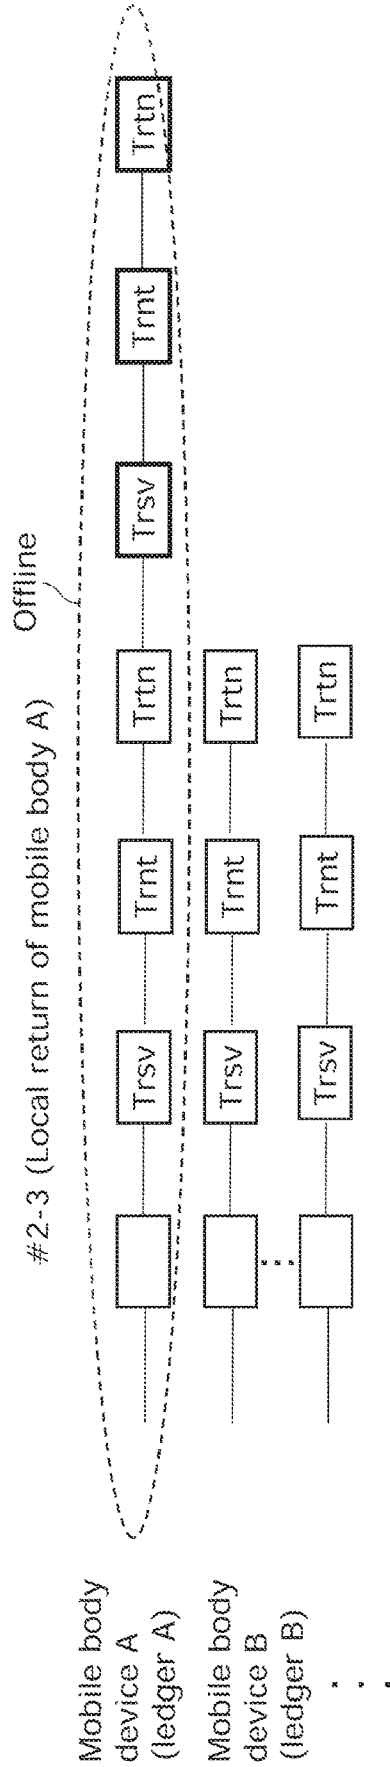 #2-3 (Local return of mobile body A)
Offline
Mobile body
device A
(ledger A)
Trsv
Trnt
Trtn
Trsv
Trnt
Trtn
Mobile body
device B
(ledger B)
Trsv
Trnt
Trtn
Trsv
Trnt
Trtn